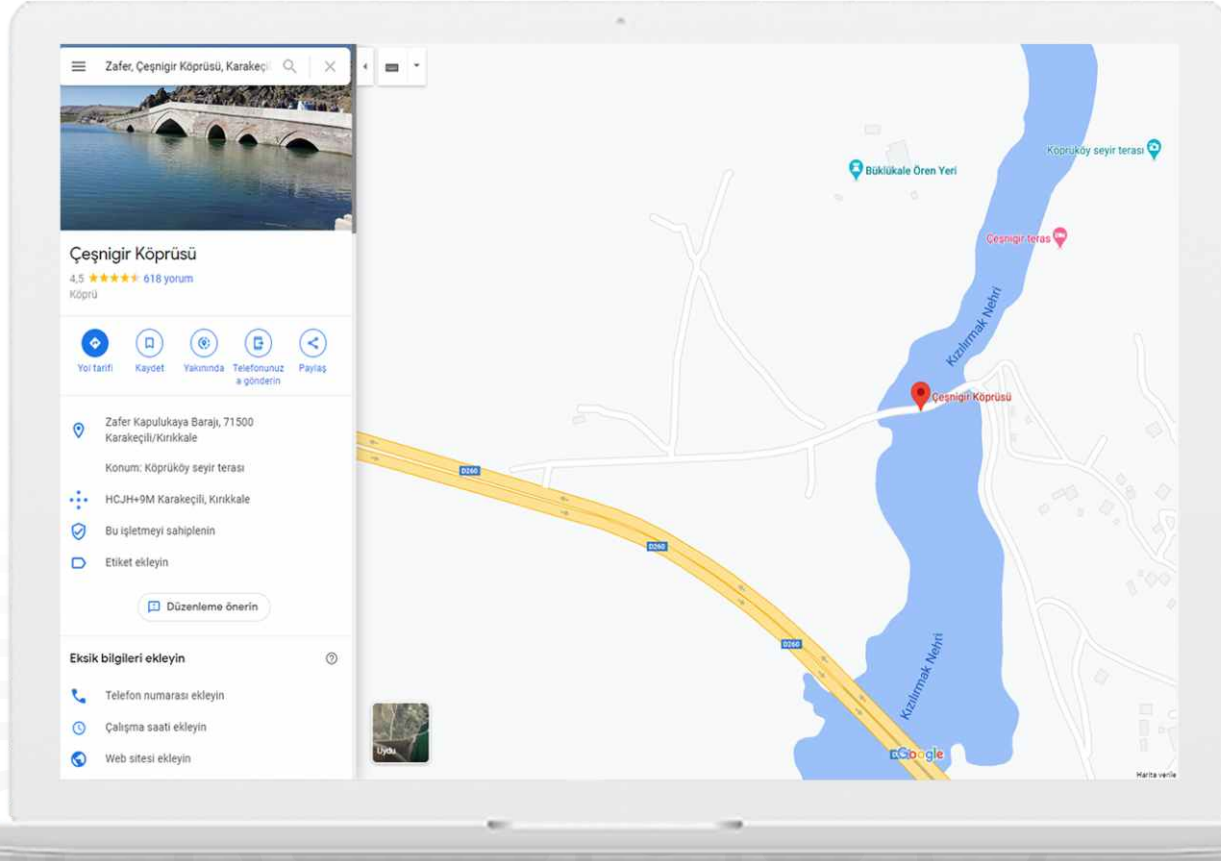 Zafer, Çeşnigir Köprüsü, Karakeçi
Çeşnigir Köprüsü
4,5 618 yorum
Köprü
Yol tarifi
Kaydet
Yakınında
Telefonunuz
a gönderin
Paylaş
Zafer Kapulukaya Barajı, 71500
Karakeçili/Kırıkkale
Konum: Köprüköy seyir terası
HCJH+9M Karakeçili, Kırıkkale
Bu işletmeyi sahiplenin
Etiket ekleyin
Düzenleme önerin
Eksik bilgileri ekleyin
Telefon numarası ekleyin
Çalışma saati ekleyin
Web sitesi ekleyin
Köprüköy seyir terası
Büklükale Ören Yeri
Çeşnigir teras
Kızılırmak Nehri
Çeşnigir Köprüsü
D260
D260
D260
Kızılırmak Nehri
Uydu
Google
Harita verile